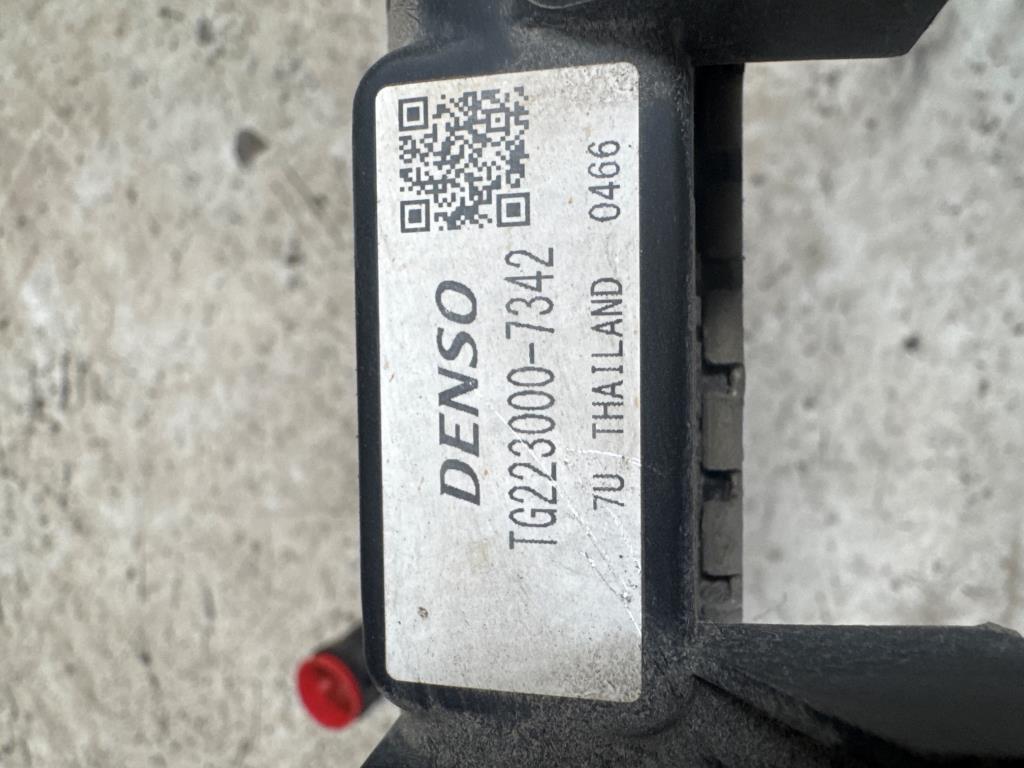 DENSO
TG223000-7342
7U THAILAND 0466